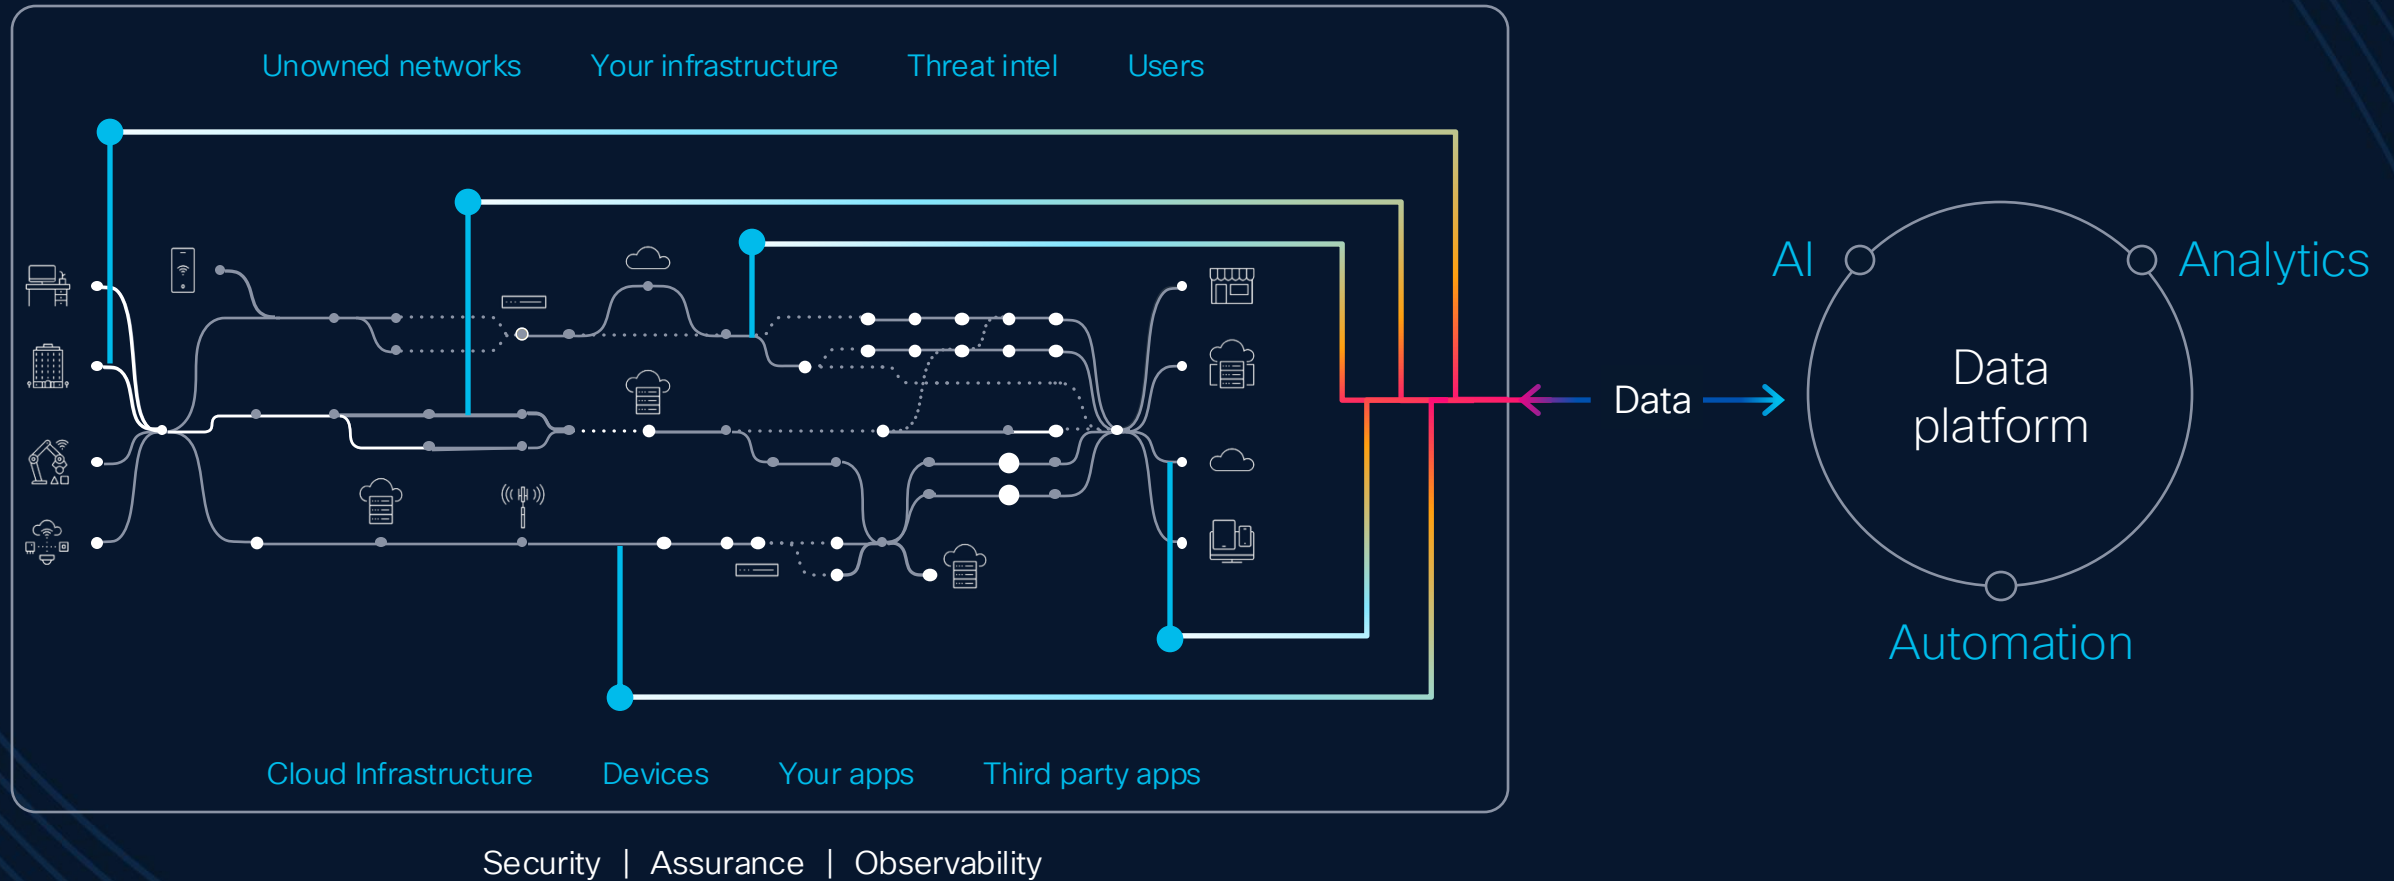 Unowned networks Your infrastructure Threat intel Users
AI
Analytics
Data
Data
platform
Automation
Cloud Infrastructure Devices Your apps Third party apps
Security | Assurance | Observability